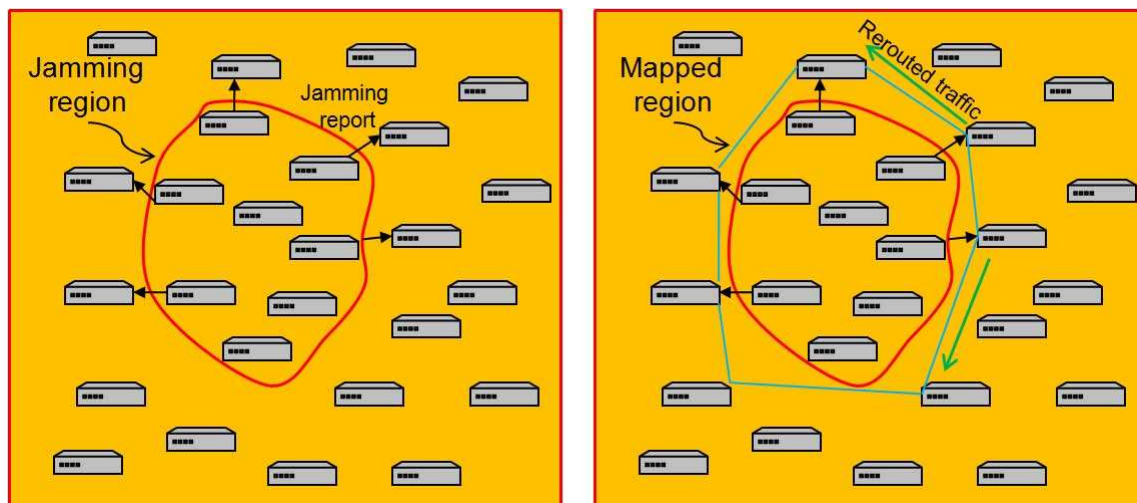 Jamming
region
Jamming
report
Mapped
region
Rerouted traffic